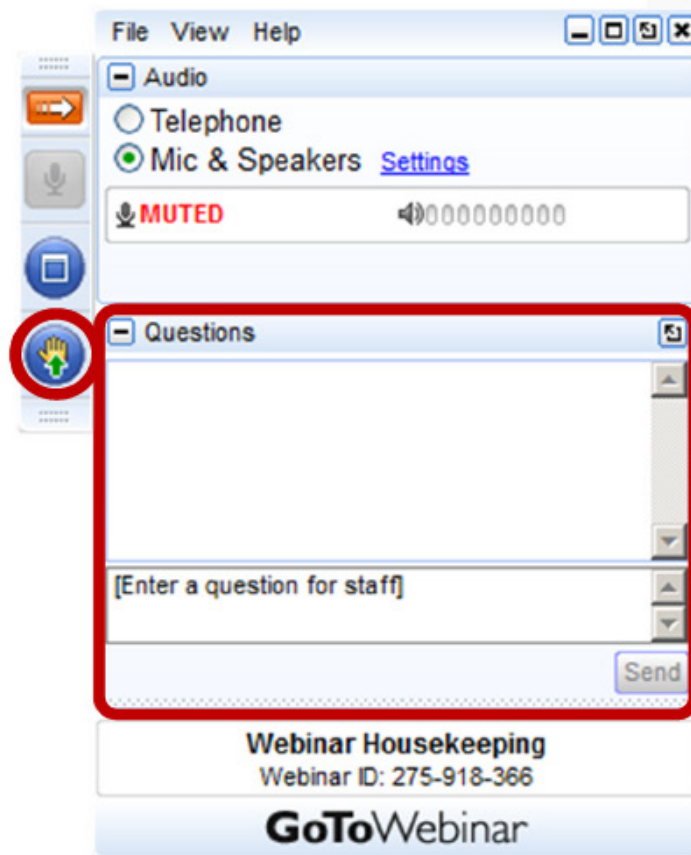 File View Help
Audio
Telephone
Mic & Speakers Settings
MUTED 000000000
Questions
[Enter a question for staff]
Send
Webinar Housekeeping
Webinar ID: 275-918-366
GoToWebinar